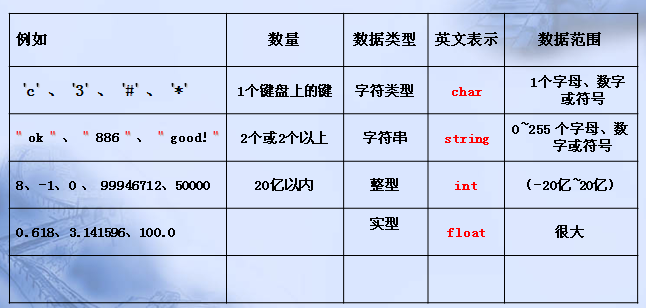 例如 数量 数据类型 英文表示 数据范围
'c' 、 '3' 、 '#' 、 '*' 1个键盘上的键 字符类型 char 1个字母、数字
或符号
"ok"、"886"、"good!" 2个或2个以上 字符串 string 0~255个字母、数
字或符号
8、-1、0 、 99946712、50000 20亿以内 整型 int （-20亿~20亿）
0.618、3.141596、100.0 实型 float 很大